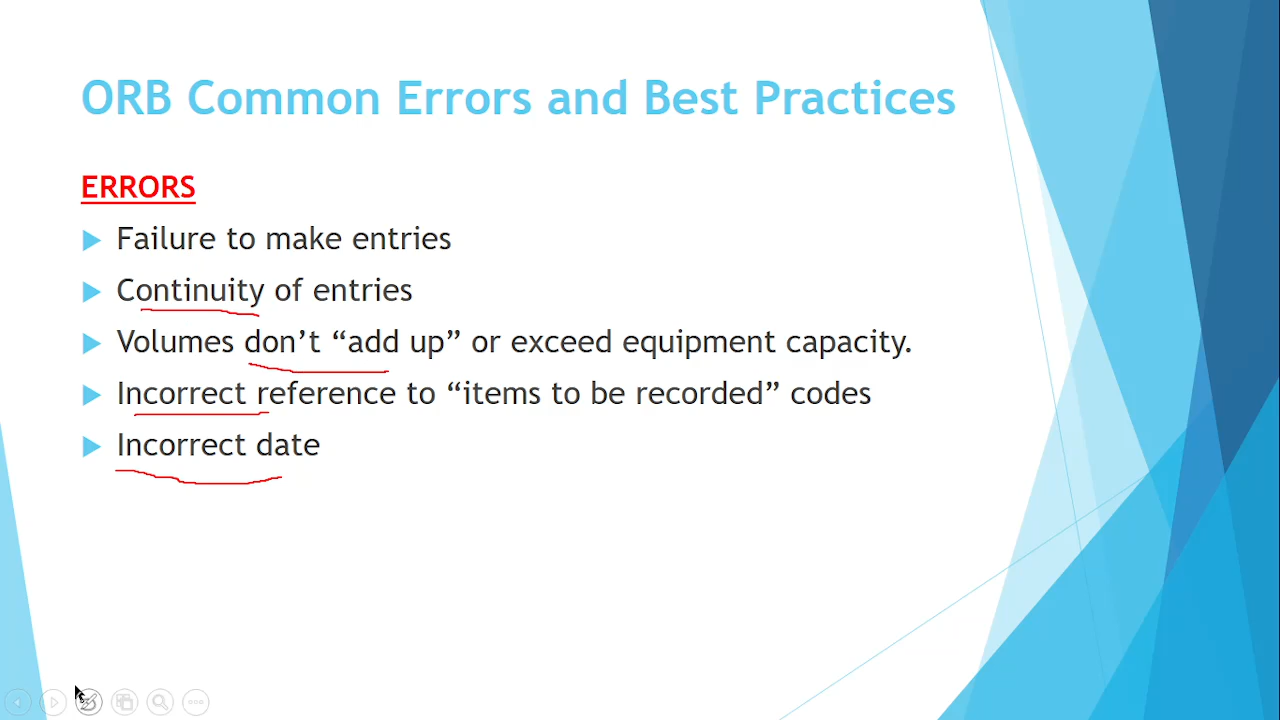 ORB Common Errors and Best Practices
ERRORS
Failure to make entries
Continuity of entries
Volumes don’t “add up” or exceed equipment capacity.
Incorrect reference to “items to be recorded” codes
Incorrect date